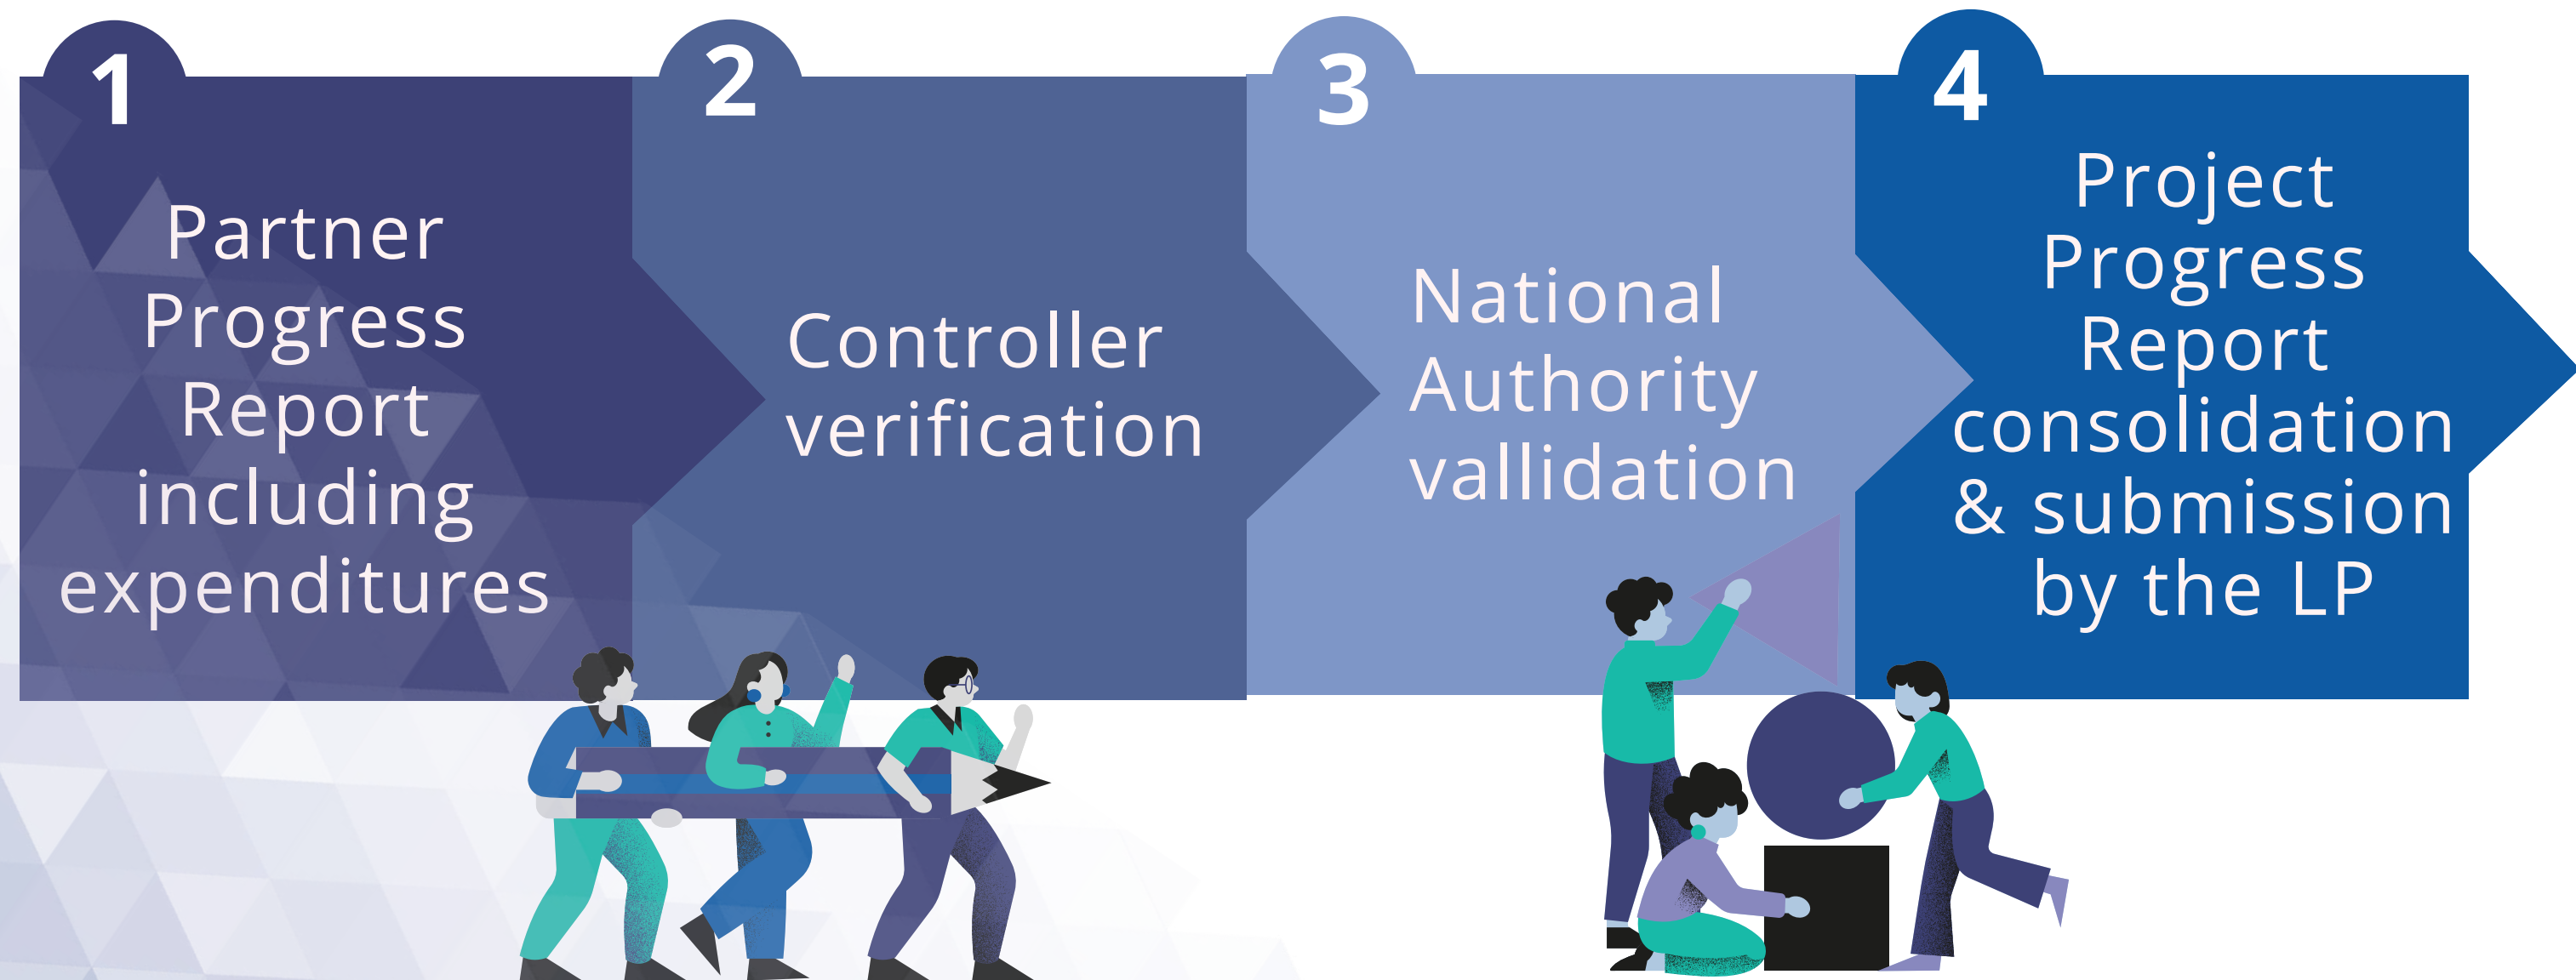 1
Partner
Progress
Report
including
expenditures
2
Controller
verification
3
National
Authority
vallidation
4
Project
Progress
Report
consolidation
& submission
by the LP